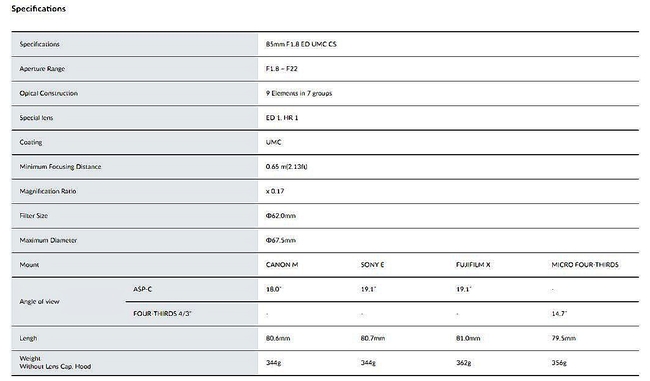 Specifications
Specifications 85mm F1.8 ED UMC CS
Aperture Range F1.8 ~ F22
Opical Construction 9 Elements in 7 groups
Special lens ED 1, HR 1
Coating UMC
Minimum Focusing Distance 0.65 m(2.13ft)
Magnification Ratio x 0.17
Filter Size Φ62.0mm
Maximum Diameter Φ67.5mm
Mount CANON M SONY E FUJIFILM X MICRO FOUR-THIRDS
Angle of view ASP-C 18.0˚ 19.1˚ 19.1˚ -
FOUR-THIRDS 4/3" - - - 14.7˚
Lengh 80.6mm 80.7mm 81.0mm 79.5mm
Weight
Without Lens Cap, Hood 344g 344g 362g 356g